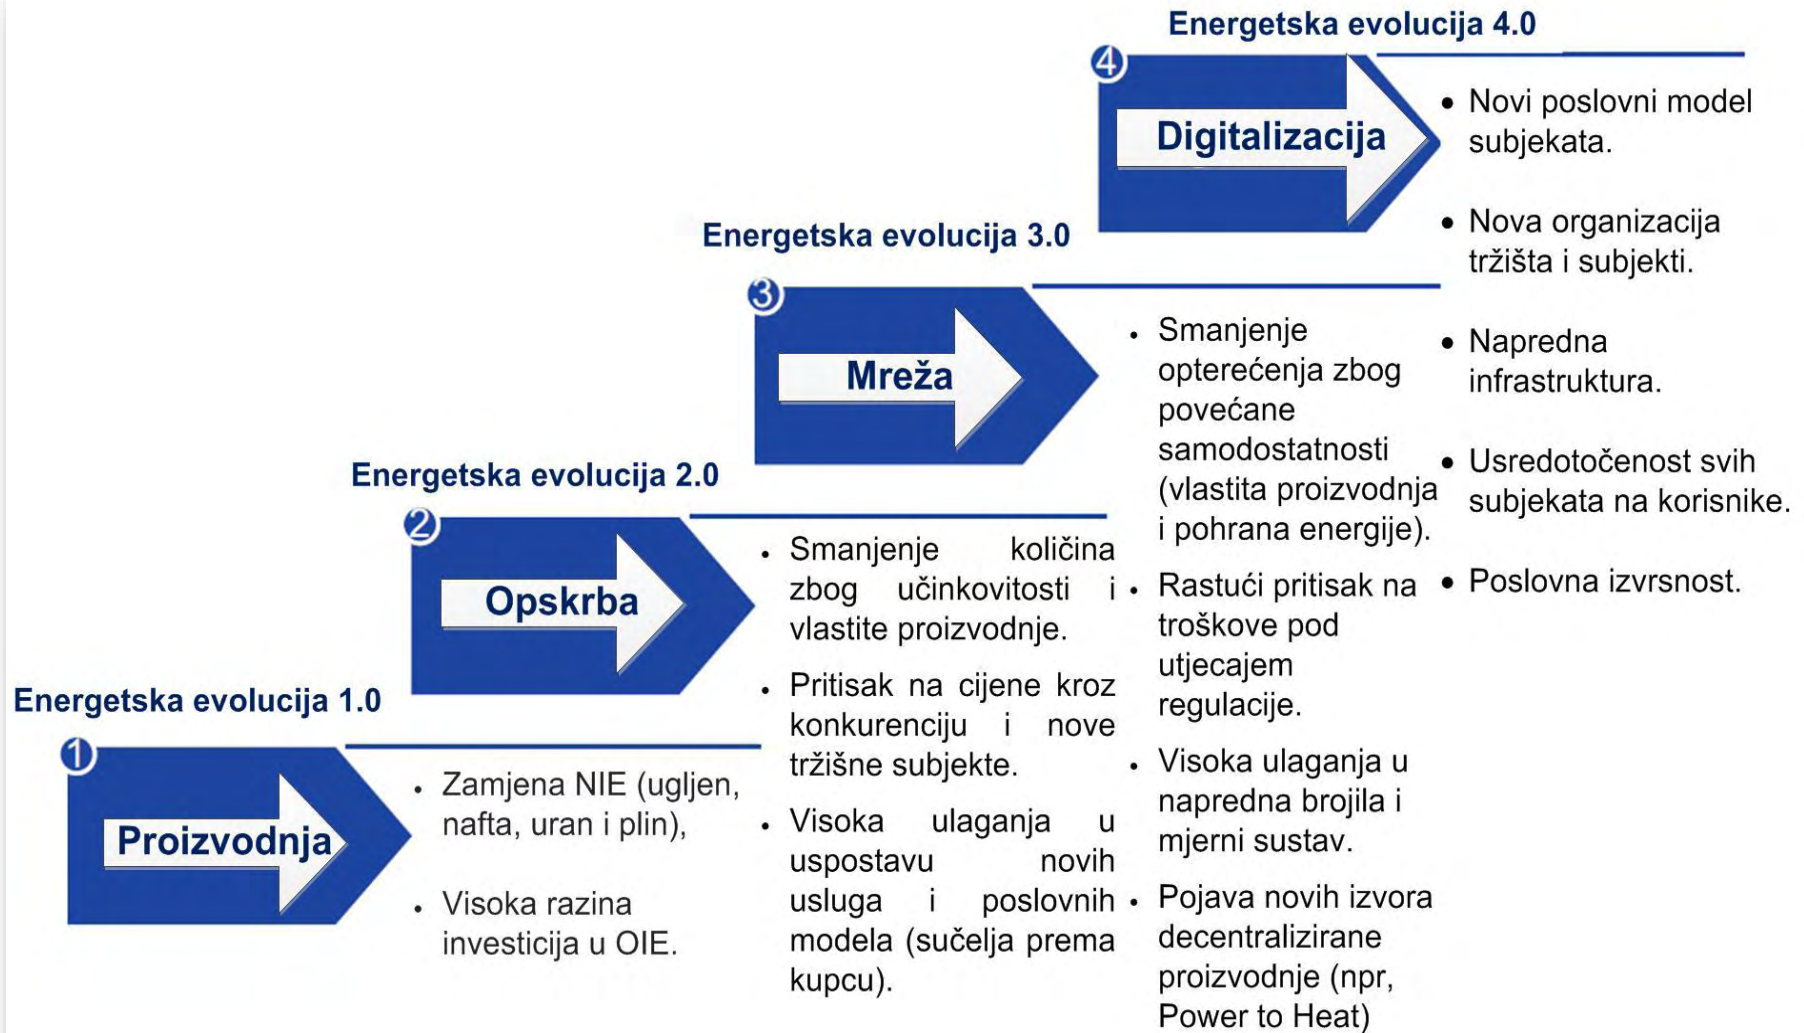 Energetska evolucija 1.0
1
Proizvodnja
• Zamjena NIE (ugljen,
nafta, uran i plin),
• Visoka razina
investicija u OIE.
Energetska evolucija 2.0
2
Opskrba
• Smanjenje količina
zbog učinkovitosti i
vlastite proizvodnje.
• Pritisak na cijene kroz
konkurenciju i nove
tržišne subjekte.
• Visoka ulaganja u
uspostavu novih
usluga i poslovnih
modela (sučelja prema
kupcu).
Energetska evolucija 3.0
3
Mreža
• Smanjenje
opterećenja zbog
povećane
samodostatnosti
(vlastita proizvodnja
i pohrana energije).
• Rastući pritisak na
troškove pod
utjecajem
regulacije.
• Visoka ulaganja u
napredna brojila i
mjerni sustav.
• Pojava novih izvora
decentralizirane
proizvodnje (npr,
Power to Heat)
Energetska evolucija 4.0
4
Digitalizacija
• Novi poslovni model
subjekata.
• Nova organizacija
tržišta i subjekti.
• Napredna
infrastruktura.
• Usredotočenost svih
subjekata na korisnike.
• Poslovna izvrsnost.